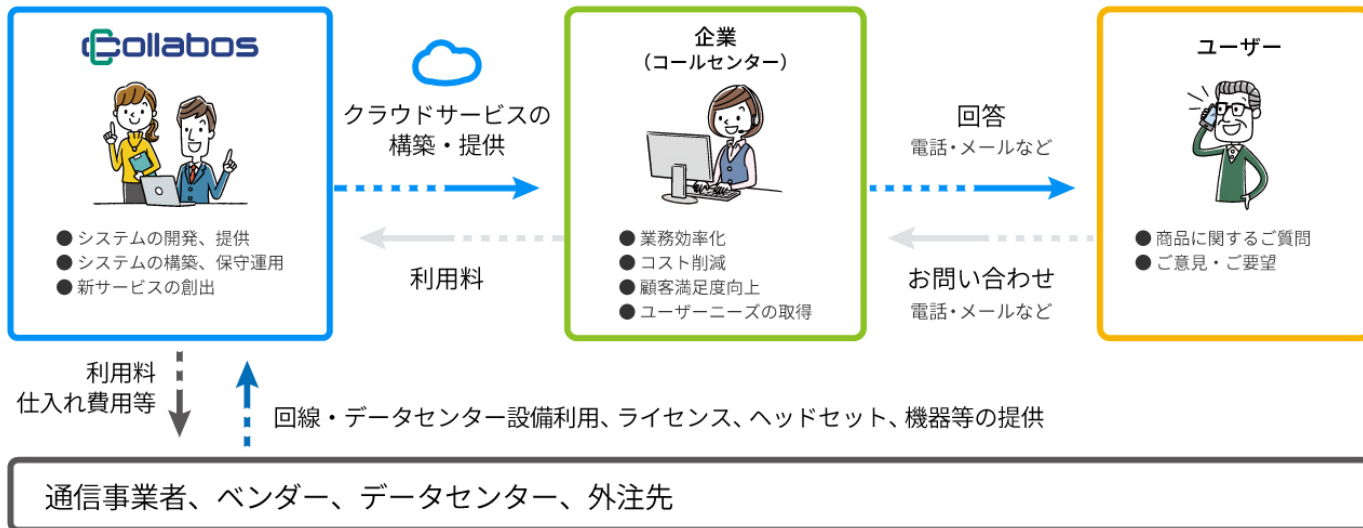 Collabos
● システムの開発、提供
● システムの構築、保守運用
● 新サービスの創出
クラウドサービスの
構築・提供
利用料
企業
（コールセンター）
● 業務効率化
● コスト削減
● 顧客満足度向上
● ユーザーニーズの取得
回答
電話・メールなど
お問い合わせ
電話・メールなど
ユーザー
● 商品に関するご質問
● ご意見・ご要望
利用料
仕入れ費用等
回線・データセンター設備利用、ライセンス、ヘッドセット、機器等の提供
通信事業者、ベンダー、データセンター、外注先